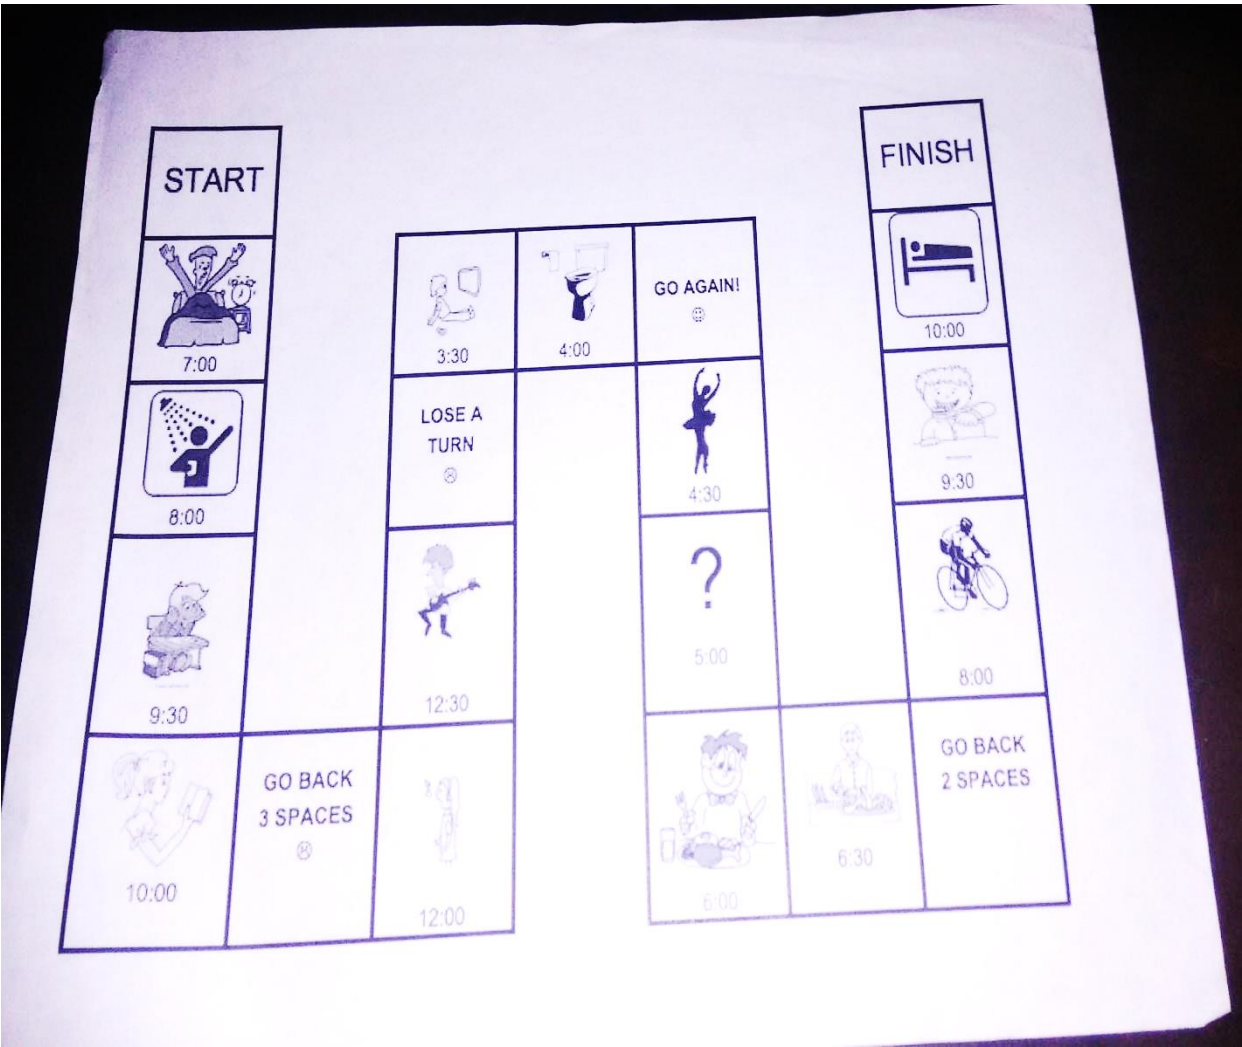 START
7:00
8:00
9:30
10:00
GO BACK
3 SPACES
12:00
12:30
LOSE A
TURN
3:30
4:00
GO AGAIN!
4:30
?
5:00
6:00
6:30
GO BACK
2 SPACES
8:00
9:30
10:00
FINISH